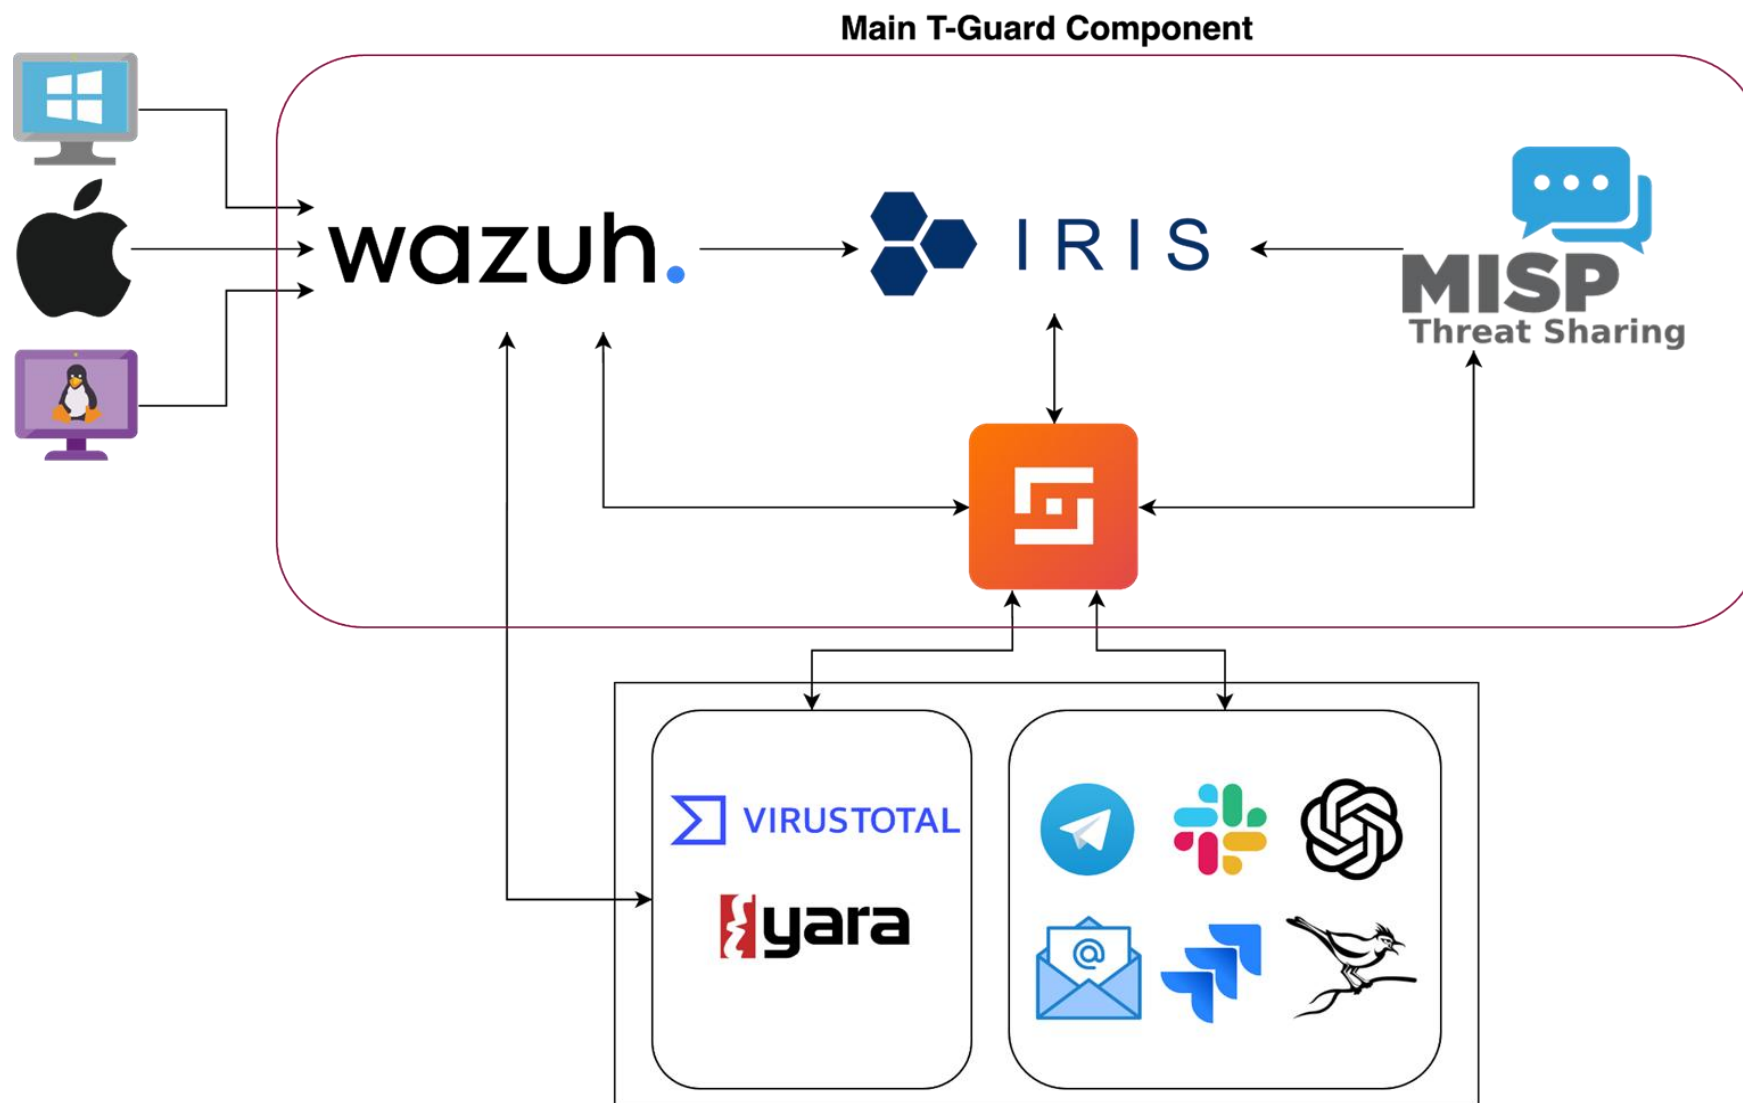 Main T-Guard Component
wazuh.
IRIS
MISP
Threat Sharing
VIRUSTOTAL
yara
@